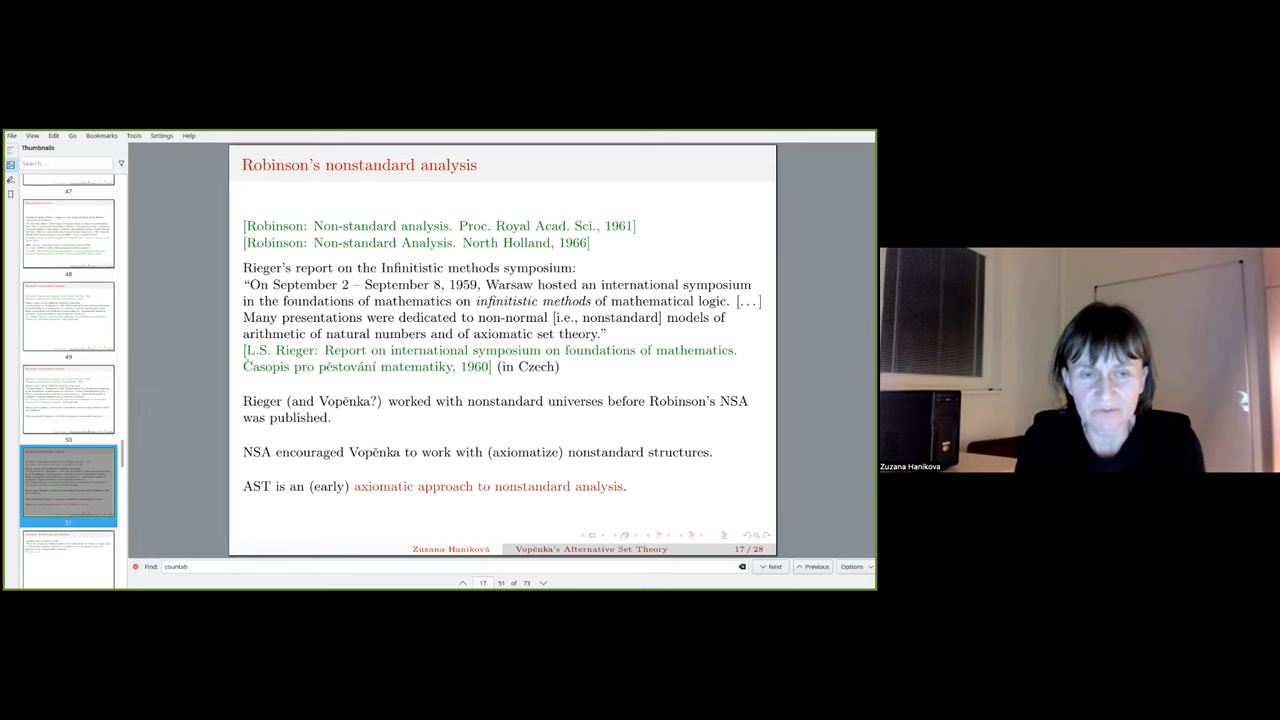 File View Edit Go Bookmarks Tools Settings Help
Thumbnails
Search...
47
48
49
50
51
Robinson's nonstandard analysis
[Robinson: Non-standard analysis. Proc. Royal Acad. Sci., 1961]
[Robinson: Non-standard Analysis. North Holland, 1966]
Rieger's report on the Infinitistic methods symposium:
"On September 2 – September 8, Warsaw hosted an international symposium
in the foundations of mathematics on infinitistic methods of mathematical logic. [...]
Many presentations were dedicated to abnormal [i.e., nonstandard] models of
arithmetic of natural numbers and of axiomatic set theory."
[L.S. Rieger: Report on international symposium on foundations of mathematics.
Časopis pro pěstování matematiky, 1960] (in Czech)
Rieger (and Vopěnka?) worked with nonstandard universes before Robinson's NSA
was published.
NSA encouraged Vopěnka to work with (axiomatize) nonstandard structures.
AST is an (early) axiomatic approach to nonstandard analysis.
Zuzana Haniková Vopěnka's Alternative Set Theory 17 / 28
Find: countab Next Previous Options
17 51 of 73
Zuzana Hanikova